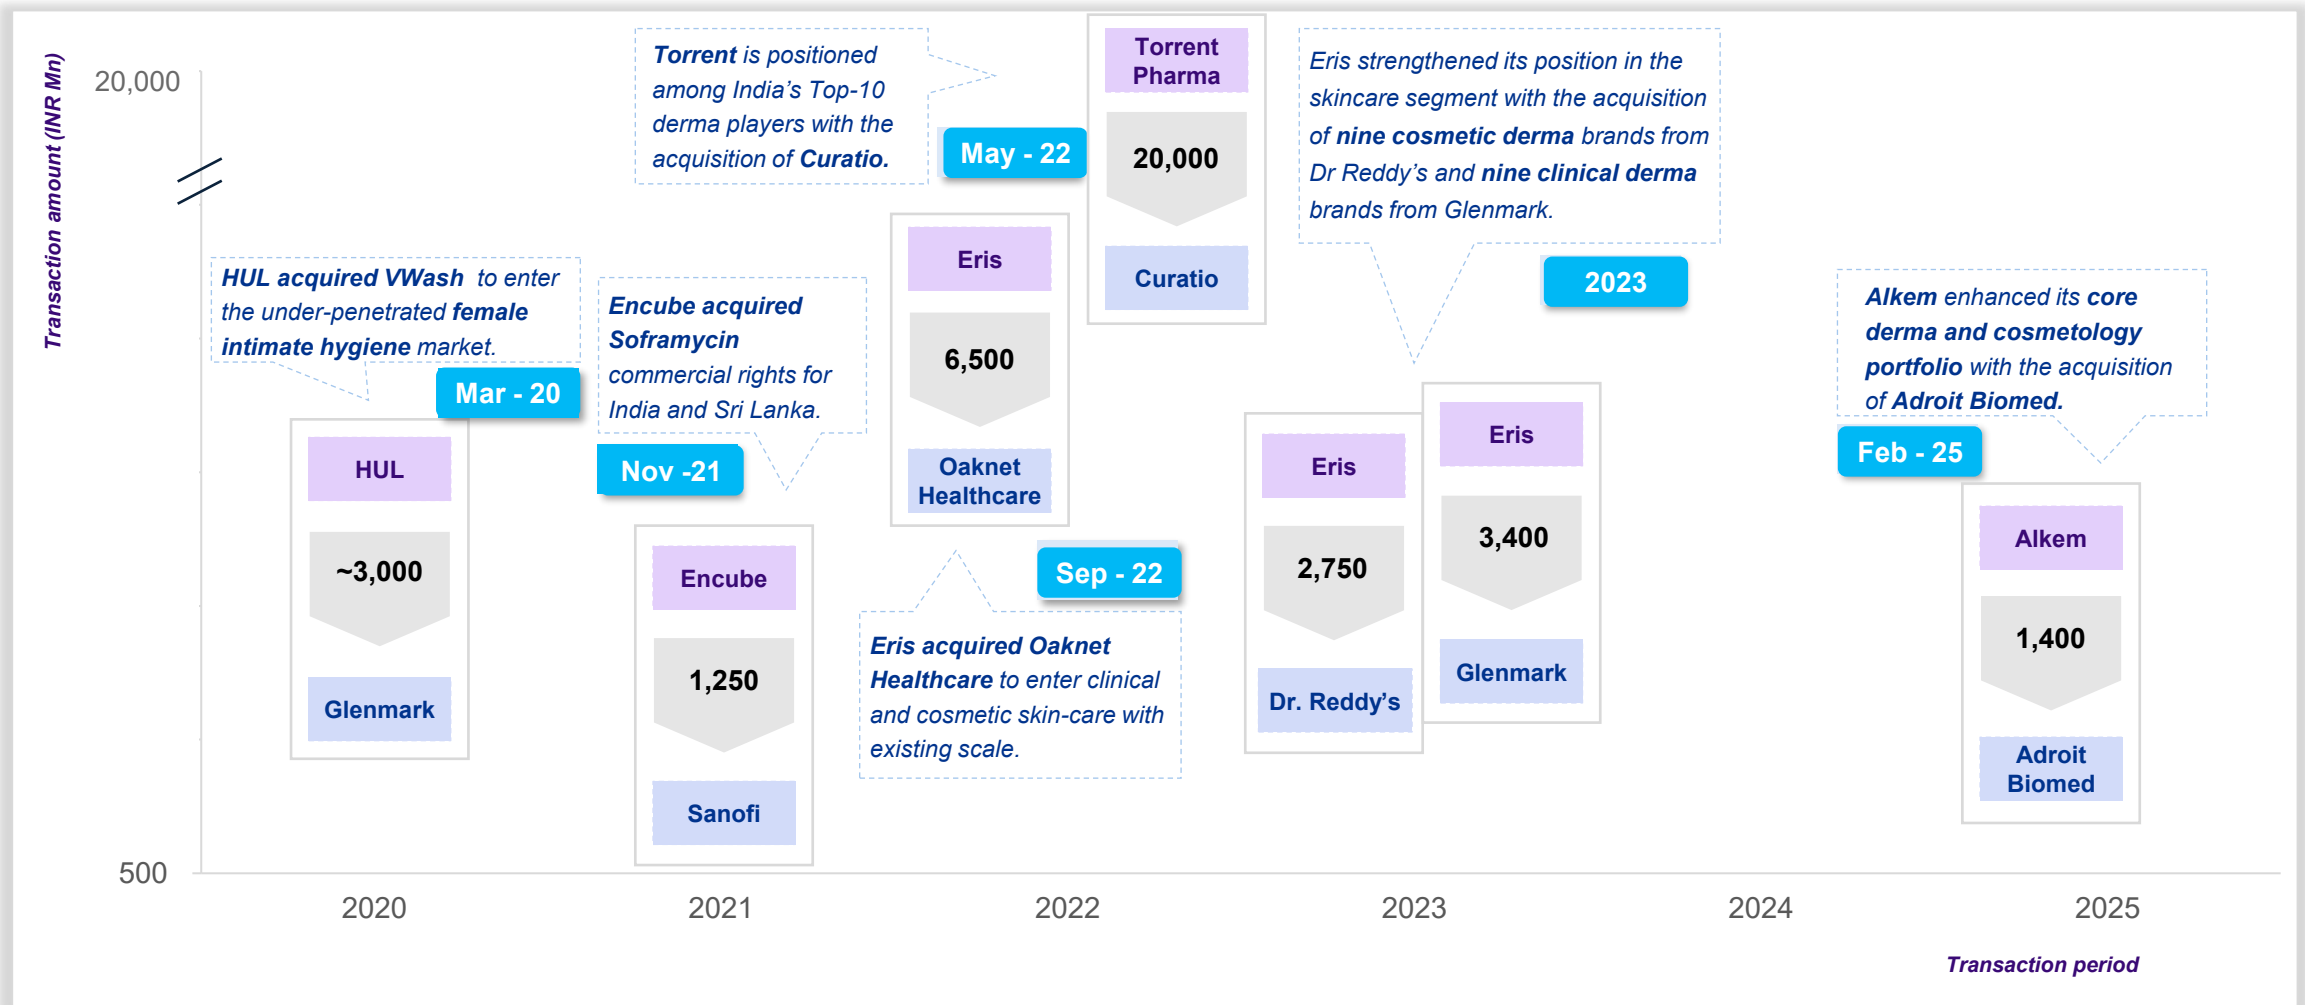 Transaction amount (INR Mn)
20,000
500
HUL acquired VWash to enter
the under-penetrated female
intimate hygiene market.
Mar - 20
HUL
~3,000
Glenmark
Encube acquired
Soframycin
commercial rights for
India and Sri Lanka.
Nov -21
Encube
1,250
Sanofi
Torrent is positioned
among India's Top-10
derma players with the
acquisition of Curatio.
May - 22
Torrent
Pharma
20,000
Curatio
Eris
6,500
Oaknet
Healthcare
Sep - 22
Eris acquired Oaknet
Healthcare to enter clinical
and cosmetic skin-care with
existing scale.
Eris strengthened its position in the
skincare segment with the acquisition
of nine cosmetic derma brands from
Dr Reddy's and nine clinical derma
brands from Glenmark.
2023
Eris
2,750
Dr. Reddy's
Eris
3,400
Glenmark
Alkem enhanced its core
derma and cosmetology
portfolio with the acquisition
of Adroit Biomed.
Feb - 25
Alkem
1,400
Adroit
Biomed
2020 2021 2022 2023 2024 2025
Transaction period